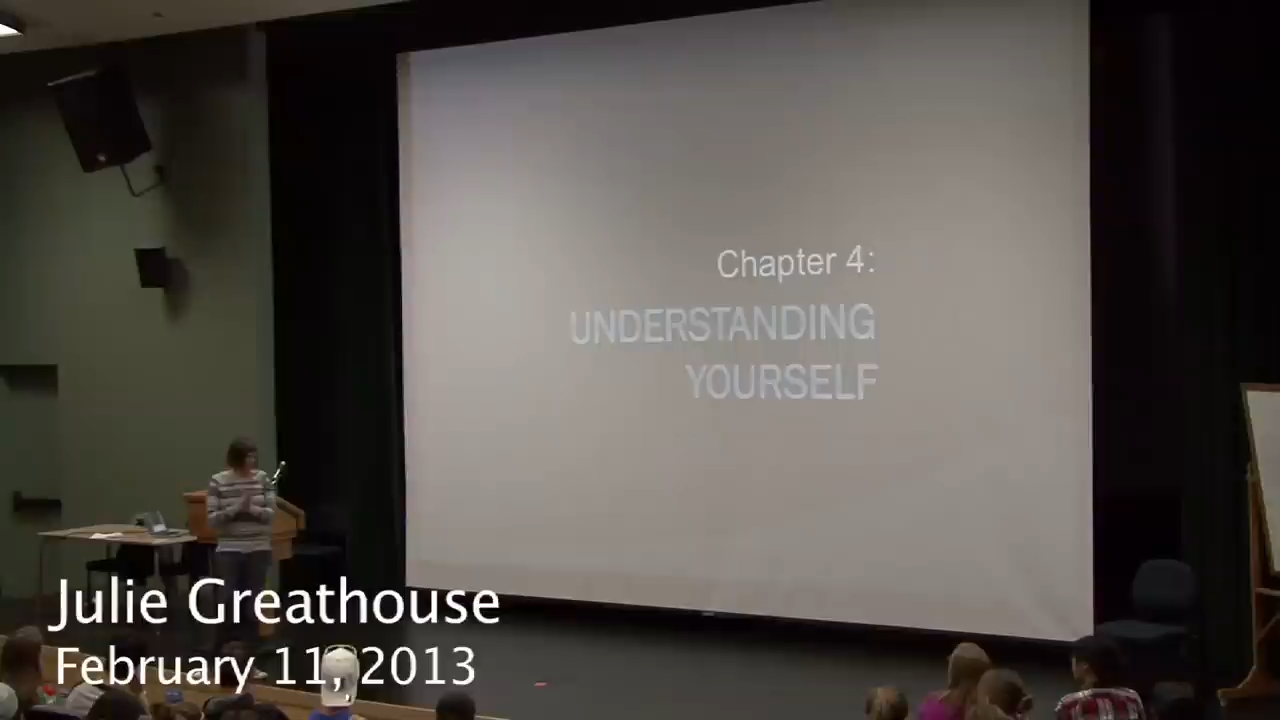 Chapter 4:
UNDERSTANDING
YOURSELF
Julie Greathouse
February 11, 2013